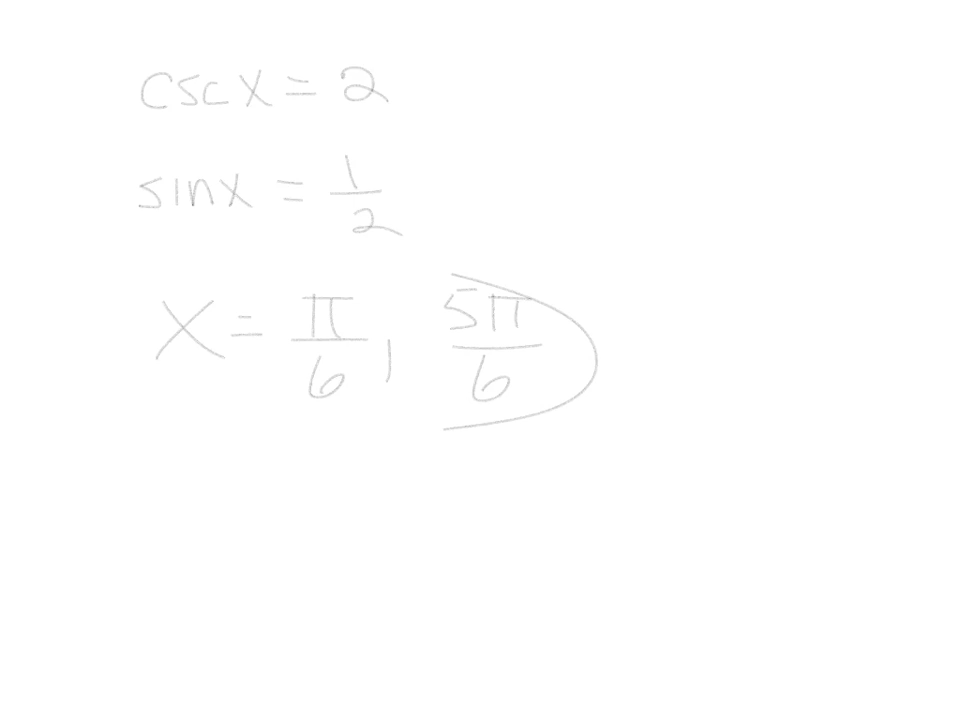 csc x = 2
sin x = 1/2
x = π/6, 5π/6